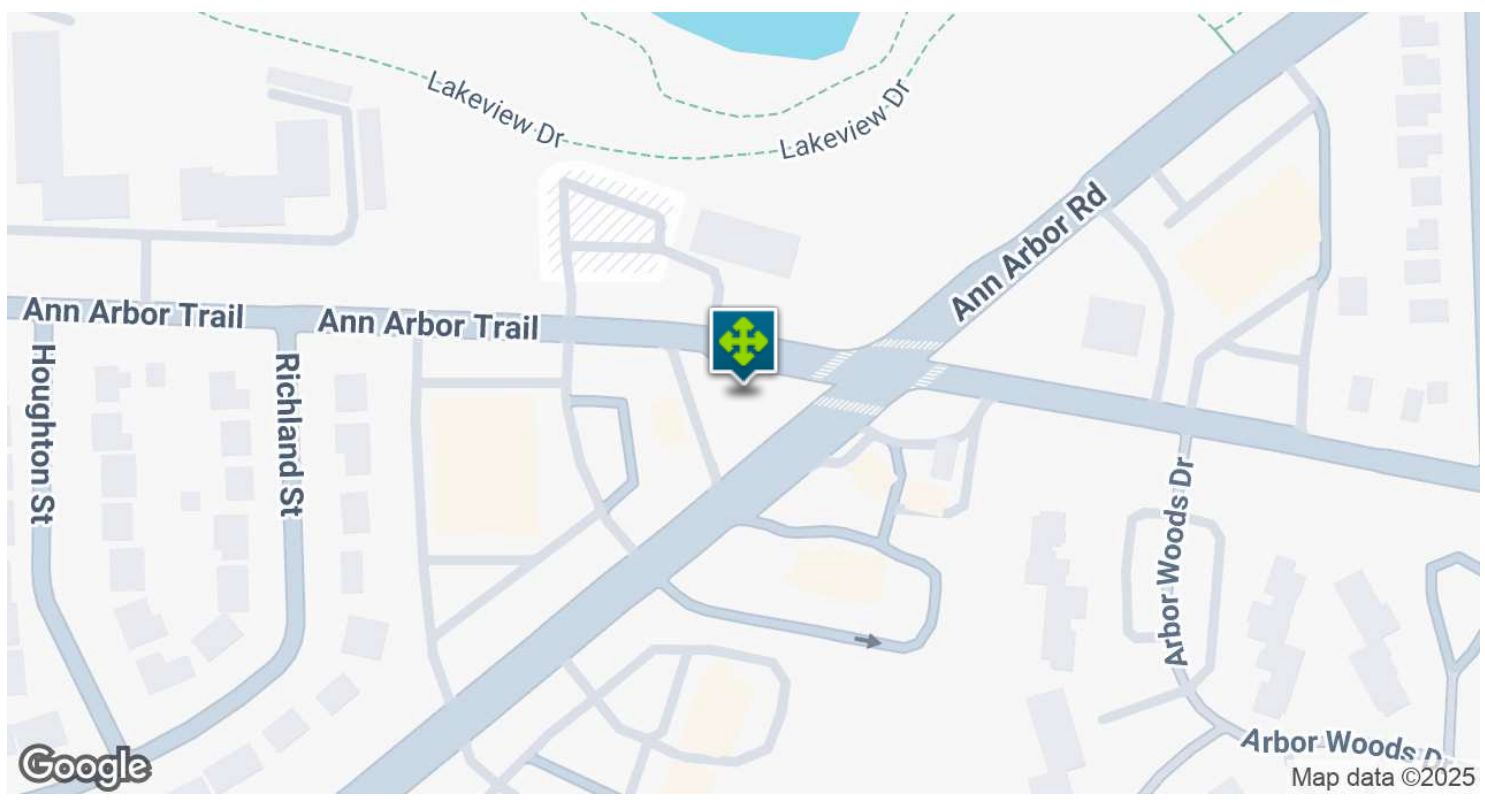 Lakeview Dr
Lakeview Dr
Ann Arbor Rd
Ann Arbor Trail
Ann Arbor Trail
Houghton St
Richland St
Arbor Woods Dr
Arbor Woods Dr
Google
Map data ©2025